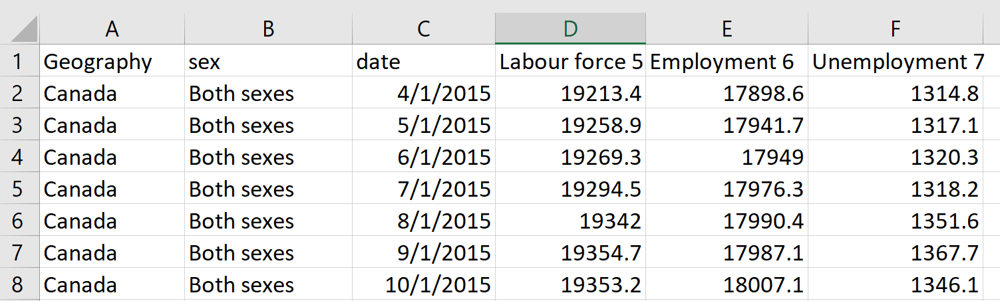 A B C D E F
1 Geography sex date Labour force 5 Employment 6 Unemployment 7
2 Canada Both sexes 4/1/2015 19213.4 17898.6 1314.8
3 Canada Both sexes 5/1/2015 19258.9 17941.7 1317.1
4 Canada Both sexes 6/1/2015 19269.3 17949 1320.3
5 Canada Both sexes 7/1/2015 19294.5 17976.3 1318.2
6 Canada Both sexes 8/1/2015 19342 17990.4 1351.6
7 Canada Both sexes 9/1/2015 19354.7 17987.1 1367.7
8 Canada Both sexes 10/1/2015 19353.2 18007.1 1346.1